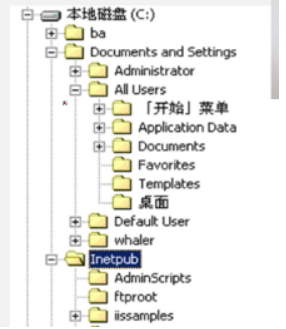 本地磁盘 (C:)
ba
Documents and Settings
Administrator
All Users
「开始」菜单
Application Data
Documents
Favorites
Templates
桌面
Default User
whaler
Inetpub
AdminScripts
ftproot
iissamples